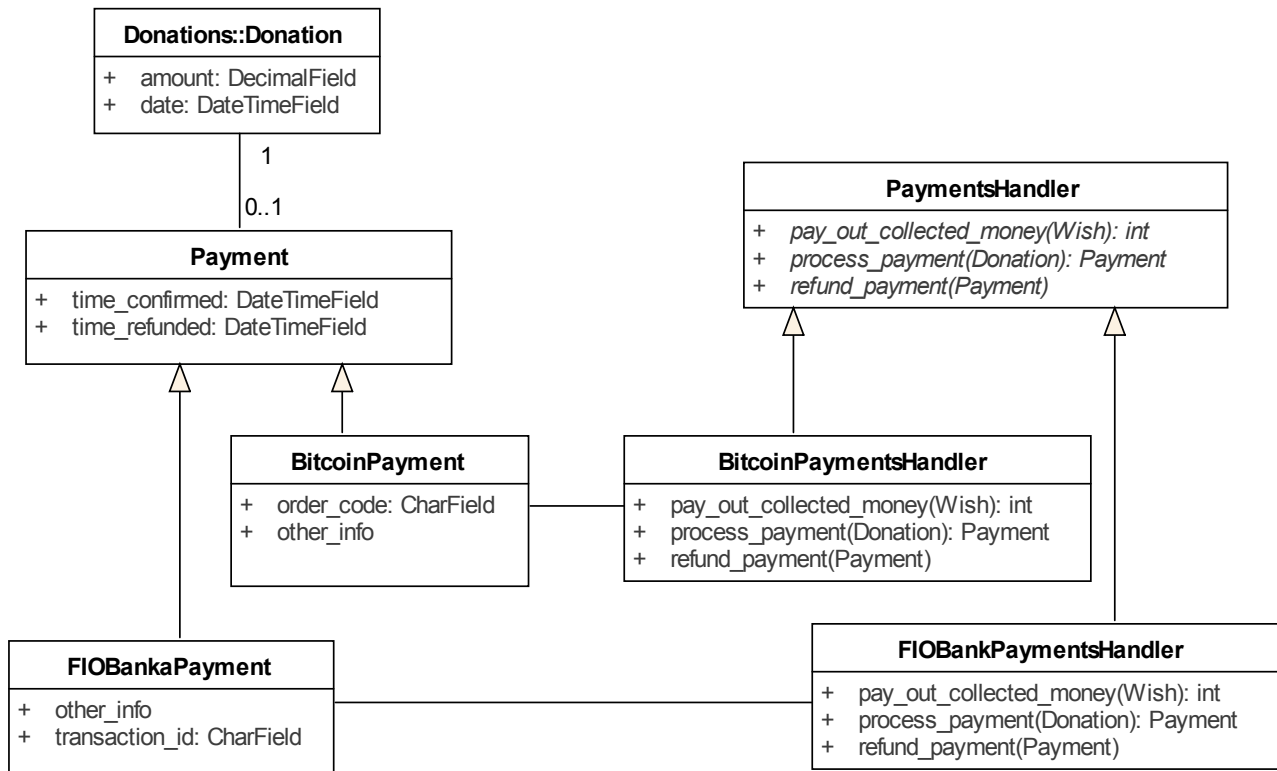 Donations::Donation
+ amount: DecimalField
+ date: DateTimeField
1
0..1
Payment
+ time_confirmed: DateTimeField
+ time_refunded: DateTimeField
PaymentsHandler
+ pay_out_collected_money(Wish): int
+ process_payment(Donation): Payment
+ refund_payment(Payment)
BitcoinPayment
+ order_code: CharField
+ other_info
BitcoinPaymentsHandler
+ pay_out_collected_money(Wish): int
+ process_payment(Donation): Payment
+ refund_payment(Payment)
FIOBankaPayment
+ other_info
+ transaction_id: CharField
FIOBankPaymentsHandler
+ pay_out_collected_money(Wish): int
+ process_payment(Donation): Payment
+ refund_payment(Payment)